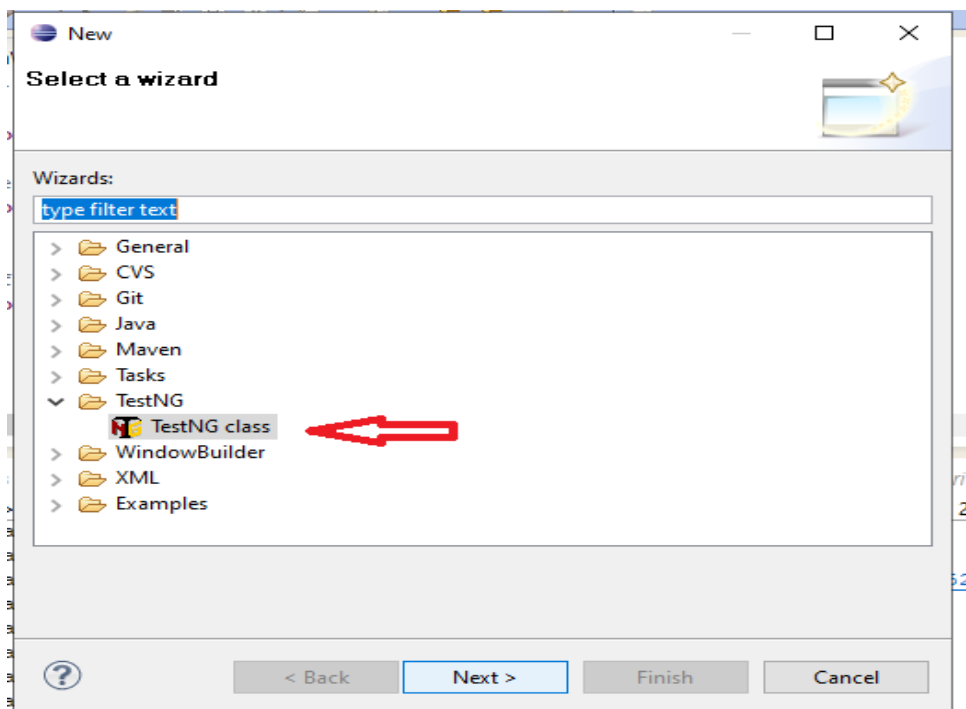 New
Select a wizard
Wizards:
type filter text
General
CVS
Git
Java
Maven
Tasks
TestNG
TestNG class
WindowBuilder
XML
Examples
< Back Next > Finish Cancel